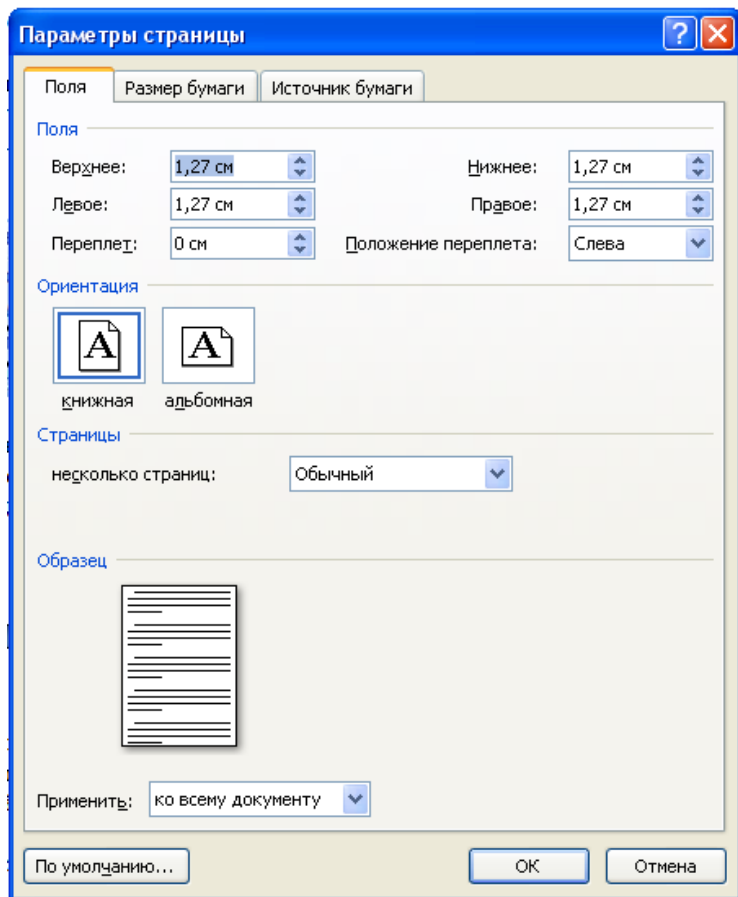 Параметры страницы
Поля Размер бумаги Источник бумаги
Поля
Верхнее: 1,27 см Нижнее: 1,27 см
Левое: 1,27 см Правое: 1,27 см
Переплет: 0 см Положение переплета: Слева
Ориентация
A A
книжная альбомная
Страницы
несколько страниц: Обычный
Образец
Применить: ко всему документу
По умолчанию... ОК Отмена